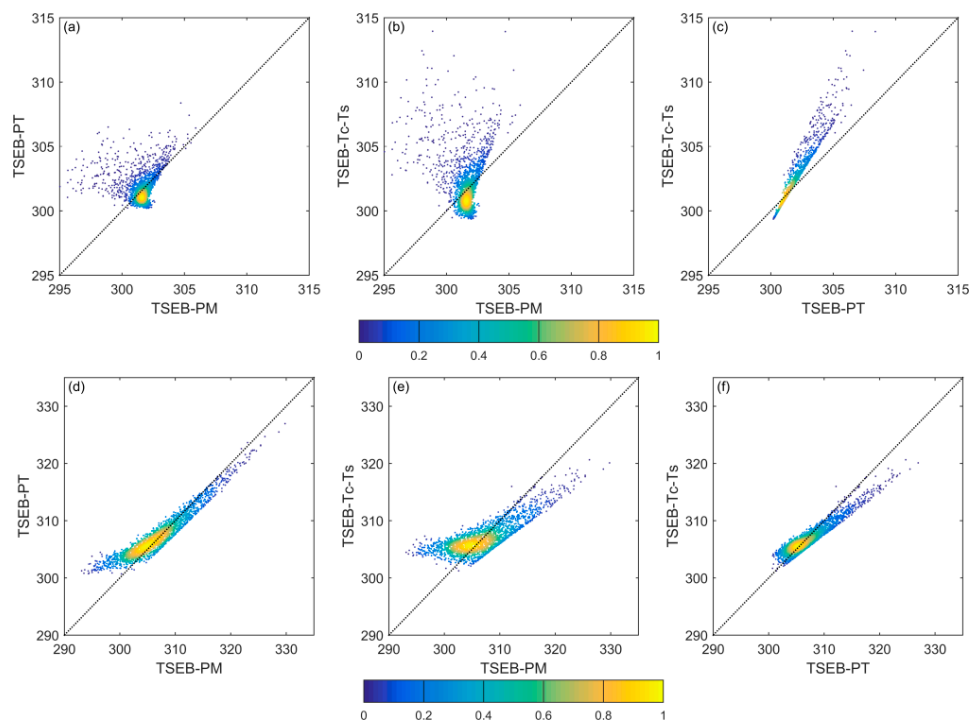 (a)
315
310
305
300
295
TSEB-PT
295 300 305 310 315
TSEB-PM
(b)
315
310
305
300
295
TSEB-Tc-Ts
295 300 305 310 315
TSEB-PM
(c)
315
310
305
300
295
TSEB-Tc-Ts
295 300 305 310 315
TSEB-PT
0 0.2 0.4 0.6 0.8 1
(d)
330
320
310
300
290
TSEB-PT
290 300 310 320 330
TSEB-PM
(e)
330
320
310
300
290
TSEB-Tc-Ts
290 300 310 320 330
TSEB-PM
(f)
330
320
310
300
290
TSEB-Tc-Ts
290 300 310 320 330
TSEB-PT
0 0.2 0.4 0.6 0.8 1